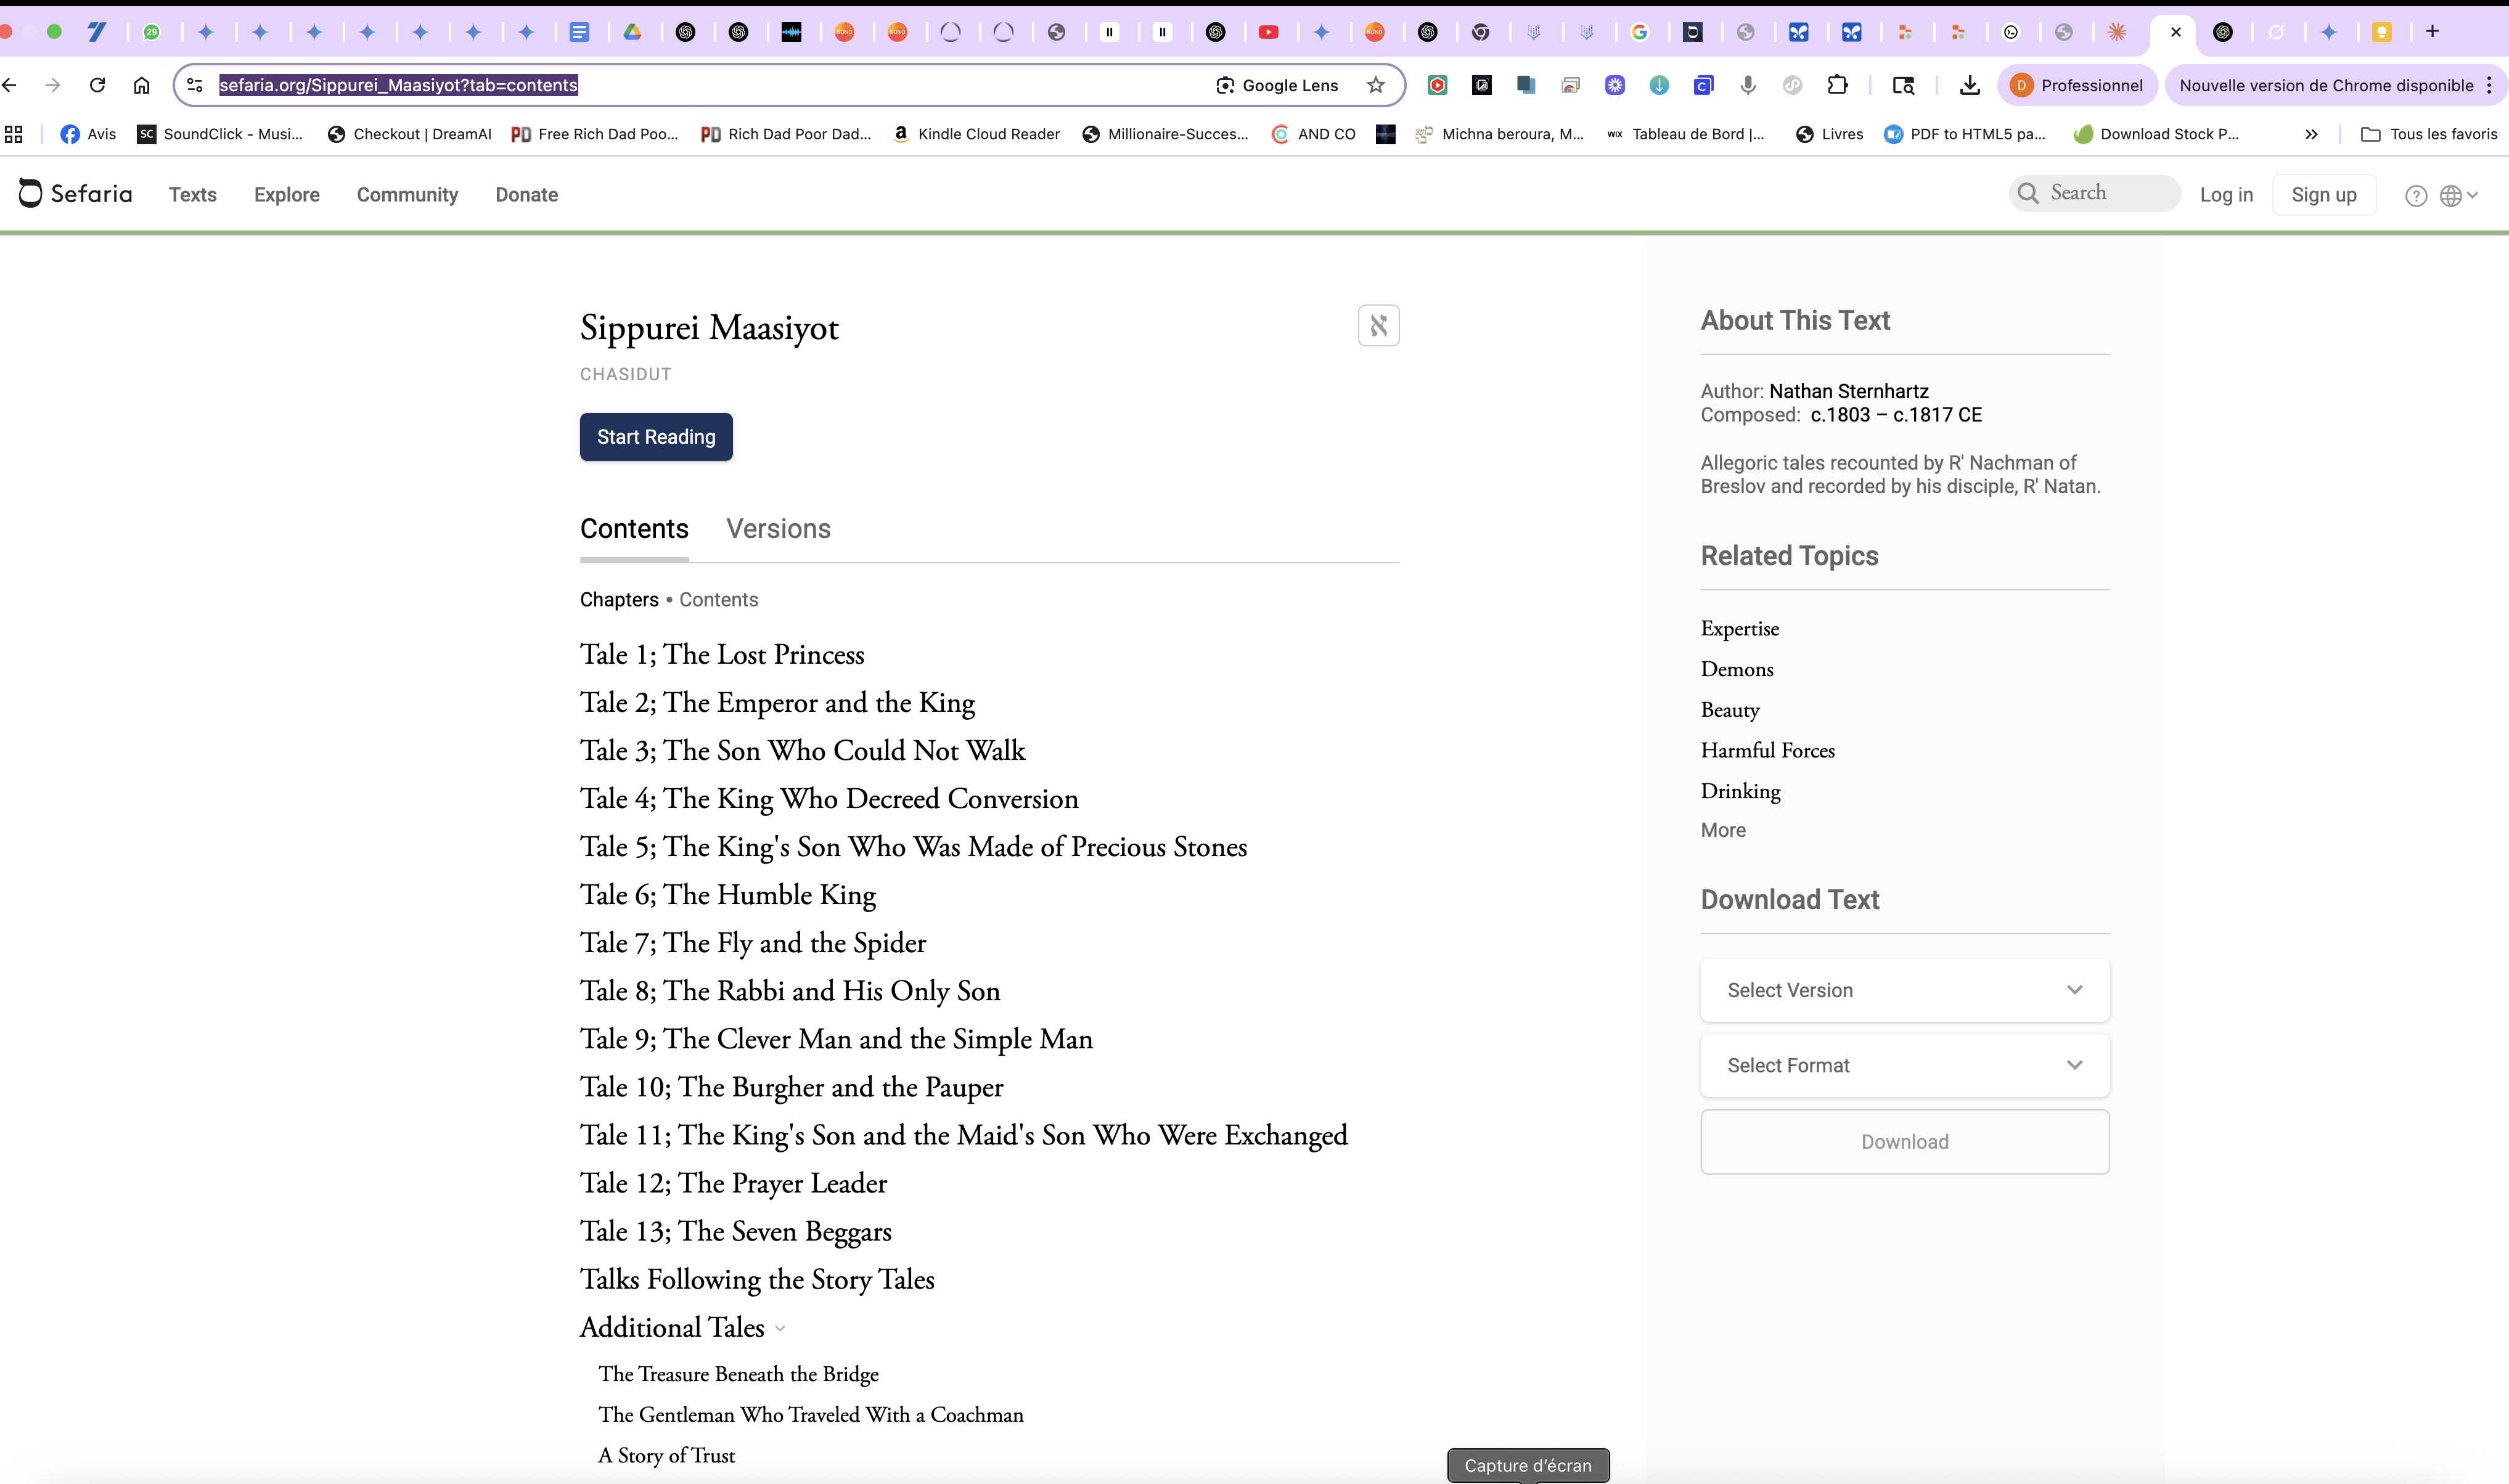 29
SUNO
SUNO
SUNO
sefaria.org/Sippurei_Maasiyot?tab=contents
Google Lens
D Professionnel
Nouvelle version de Chrome disponible
Avis
SC SoundClick - Musi...
Checkout | DreamAI
PD Free Rich Dad Poo...
PD Rich Dad Poor Dad...
a Kindle Cloud Reader
Millionaire-Succes...
AND CO
Michna beroura, M...
WIX Tableau de Bord |...
Livres
PDF to HTML5 pa...
Download Stock P...
»
Tous les favoris
Sefaria
Texts
Explore
Community
Donate
Search
Log in
Sign up
Sippurei Maasiyot
א
CHASIDUT
Start Reading
Contents
Versions
Chapters • Contents
Tale 1; The Lost Princess
Tale 2; The Emperor and the King
Tale 3; The Son Who Could Not Walk
Tale 4; The King Who Decreed Conversion
Tale 5; The King's Son Who Was Made of Precious Stones
Tale 6; The Humble King
Tale 7; The Fly and the Spider
Tale 8; The Rabbi and His Only Son
Tale 9; The Clever Man and the Simple Man
Tale 10; The Burgher and the Pauper
Tale 11; The King's Son and the Maid's Son Who Were Exchanged
Tale 12; The Prayer Leader
Tale 13; The Seven Beggars
Talks Following the Story Tales
Additional Tales
The Treasure Beneath the Bridge
The Gentleman Who Traveled With a Coachman
A Story of Trust
About This Text
Author: Nathan Sternhartz
Composed: c.1803 – c.1817 CE
Allegoric tales recounted by R' Nachman of
Breslov and recorded by his disciple, R' Natan.
Related Topics
Expertise
Demons
Beauty
Harmful Forces
Drinking
More
Download Text
Select Version
Select Format
Download
Capture d'écran